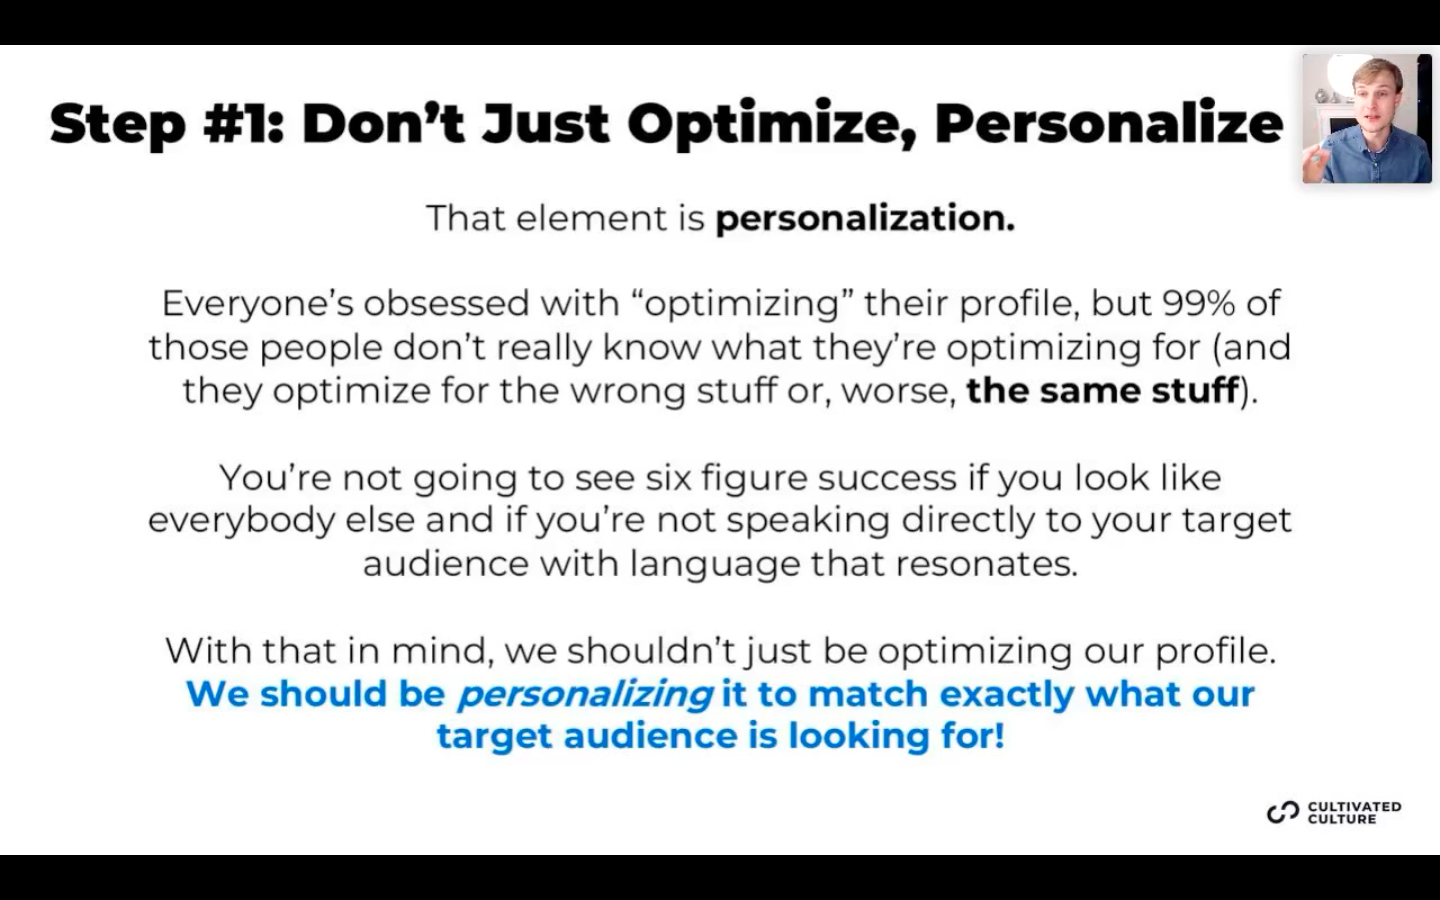 Step #1: Don’t Just Optimize, Personalize
That element is personalization.
Everyone’s obsessed with “optimizing” their profile, but 99% of
those people don’t really know what they’re optimizing for (and
they optimize for the wrong stuff or, worse, the same stuff).
You’re not going to see six figure success if you look like
everybody else and if you’re not speaking directly to your target
audience with language that resonates.
With that in mind, we shouldn’t just be optimizing our profile.
We should be personalizing it to match exactly what our
target audience is looking for!
CULTIVATED
CULTURE